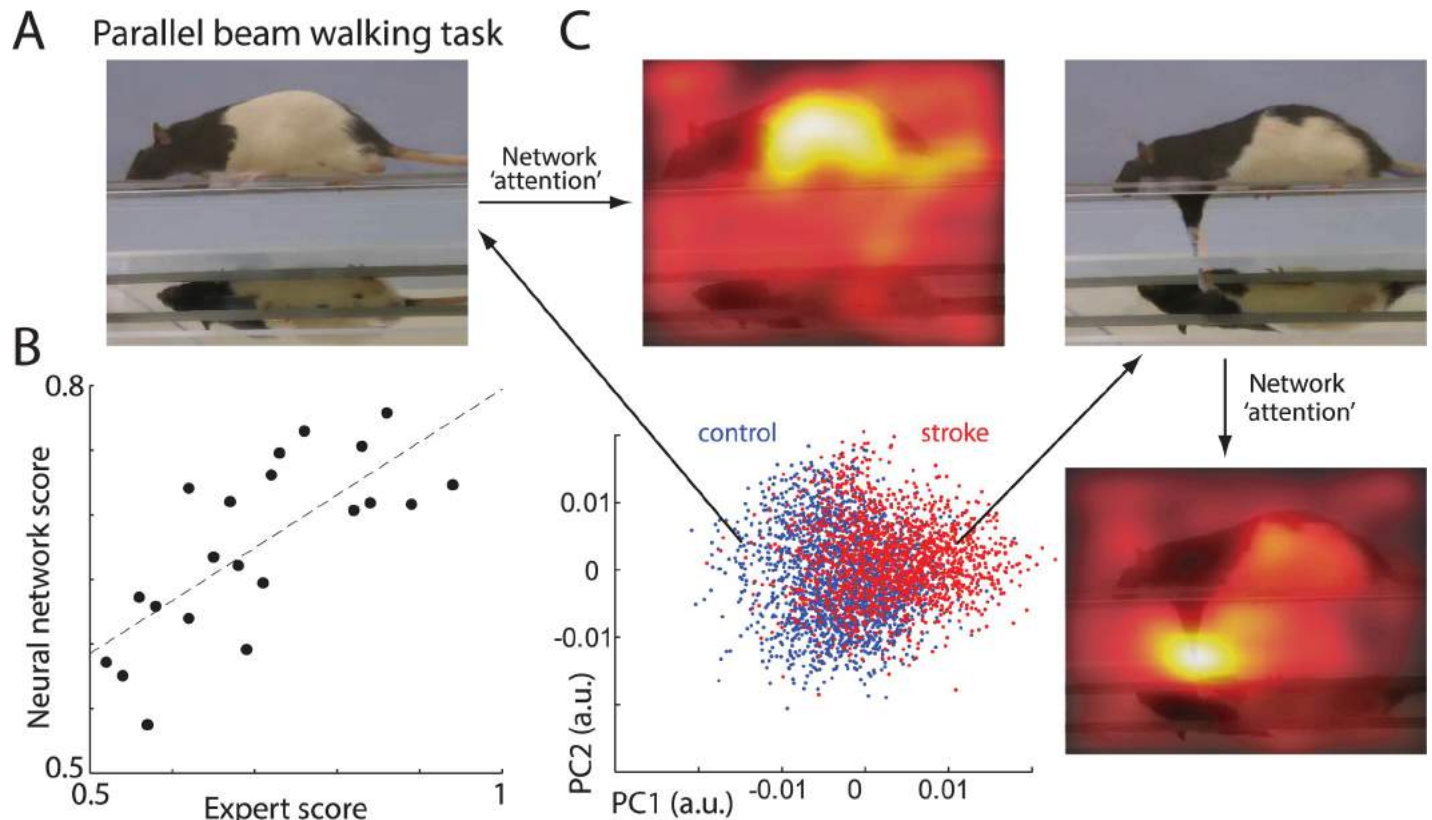 A Parallel beam walking task
C
Network
'attention'
Network
'attention'
B
0.8
Neural network score
0.5
0.5
Expert score
1
control
stroke
0.01
0
-0.01
PC2 (a.u.)
PC1 (a.u.)
-0.01
0
0.01